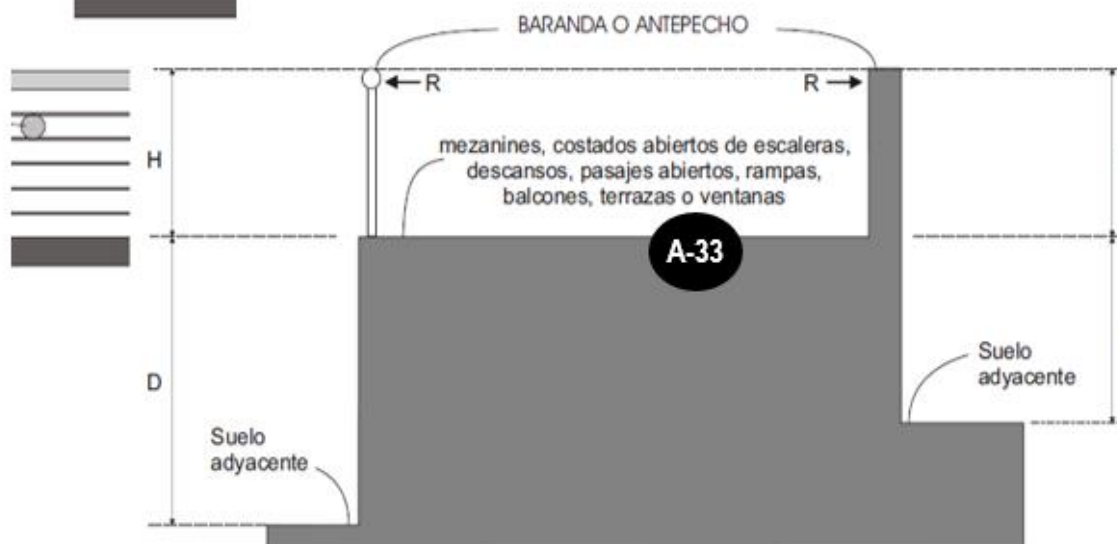 BARANDA O ANTEPECHO
R
R
H
mezanines, costados abiertos de escaleras,
descansos, pasajes abiertos, rampas,
balcones, terrazas o ventanas
A-33
D
Suelo
adyacente
Suelo
adyacente